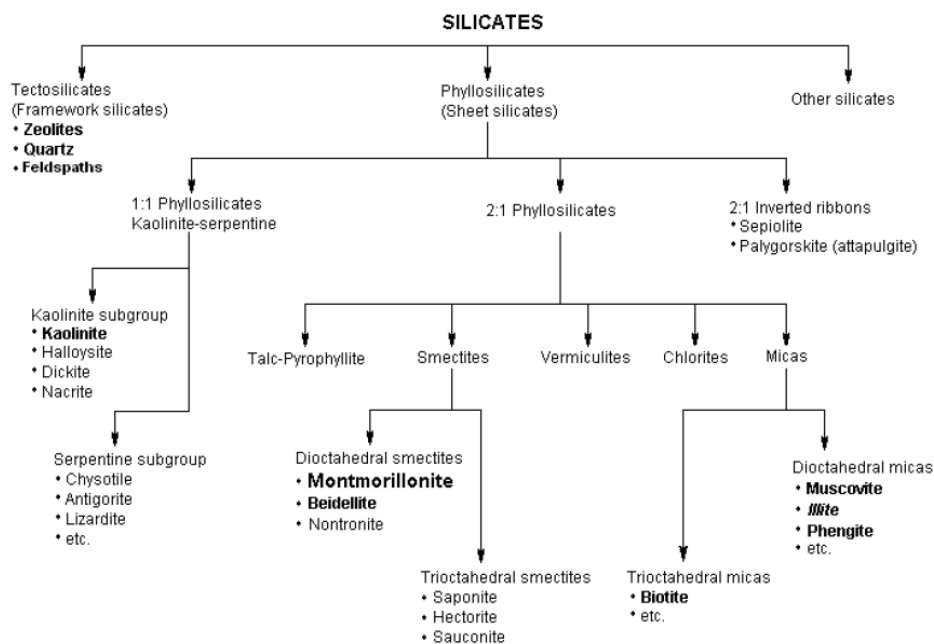 SILICATES
Tectosilicates
(Framework silicates)
• Zeolites
• Quartz
• Feldspaths
Phyllosilicates
(Sheet silicates)
Other silicates
1:1 Phyllosilicates
Kaolinite-serpentine
2:1 Phyllosilicates
2:1 Inverted ribbons
• Sepiolite
• Palygorskite (attapulgite)
Kaolinite subgroup
• Kaolinite
• Halloysite
• Dickite
• Nacrite
Talc-Pyrophyllite
Smectites
Vermiculites
Chlorites
Micas
Serpentine subgroup
• Chysotile
• Antigorite
• Lizardite
• etc.
Dioctahedral smectites
• Montmorillonite
• Beidellite
• Nontronite
Dioctahedral micas
• Muscovite
• Illite
• Phengite
• etc.
Trioctahedral smectites
• Saponite
• Hectorite
• Sauconite
Trioctahedral micas
• Biotite
• etc.